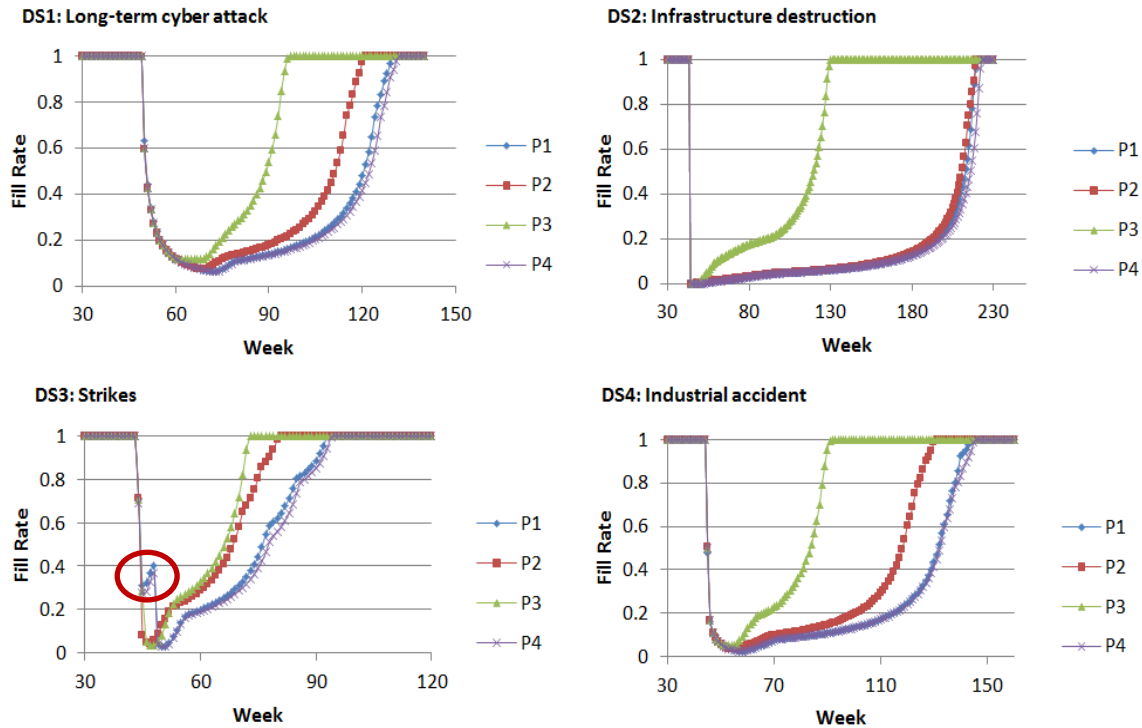 DS1: Long-term cyber attack
Fill Rate
1
0.8
0.6
0.4
0.2
0
30
60
90
120
150
Week
P1
P2
P3
P4
DS2: Infrastructure destruction
Fill Rate
1
0.8
0.6
0.4
0.2
0
30
80
130
180
230
Week
P1
P2
P3
P4
DS3: Strikes
Fill Rate
1
0.8
0.6
0.4
0.2
0
30
60
90
120
Week
P1
P2
P3
P4
DS4: Industrial accident
Fill Rate
1
0.8
0.6
0.4
0.2
0
30
70
110
150
Week
P1
P2
P3
P4